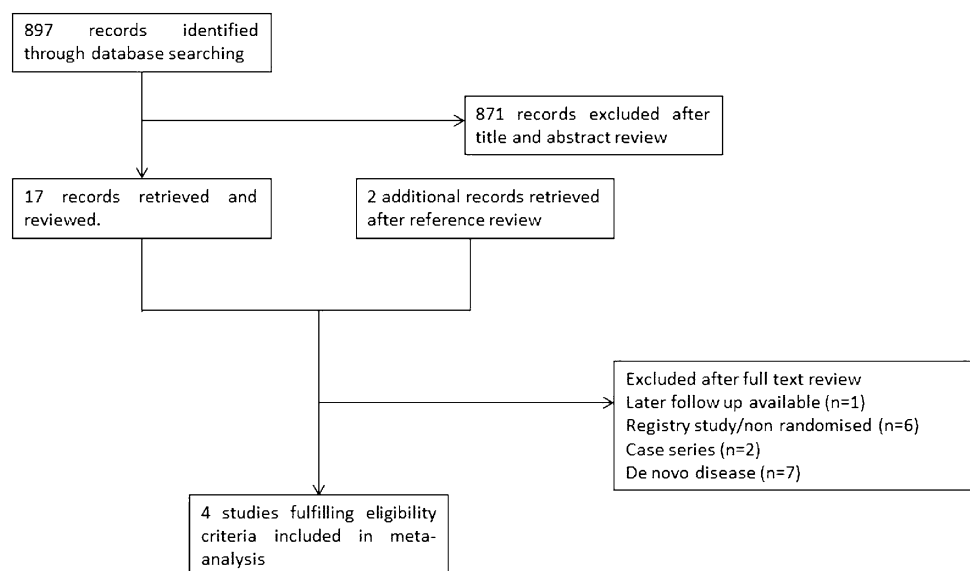 897 records identified
through database searching
871 records excluded after
title and abstract review
17 records retrieved and
reviewed.
2 additional records retrieved
after reference review
Excluded after full text review
Later follow up available (n=1)
Registry study/non randomised (n=6)
Case series (n=2)
De novo disease (n=7)
4 studies fulfilling eligibility
criteria included in meta-
analysis